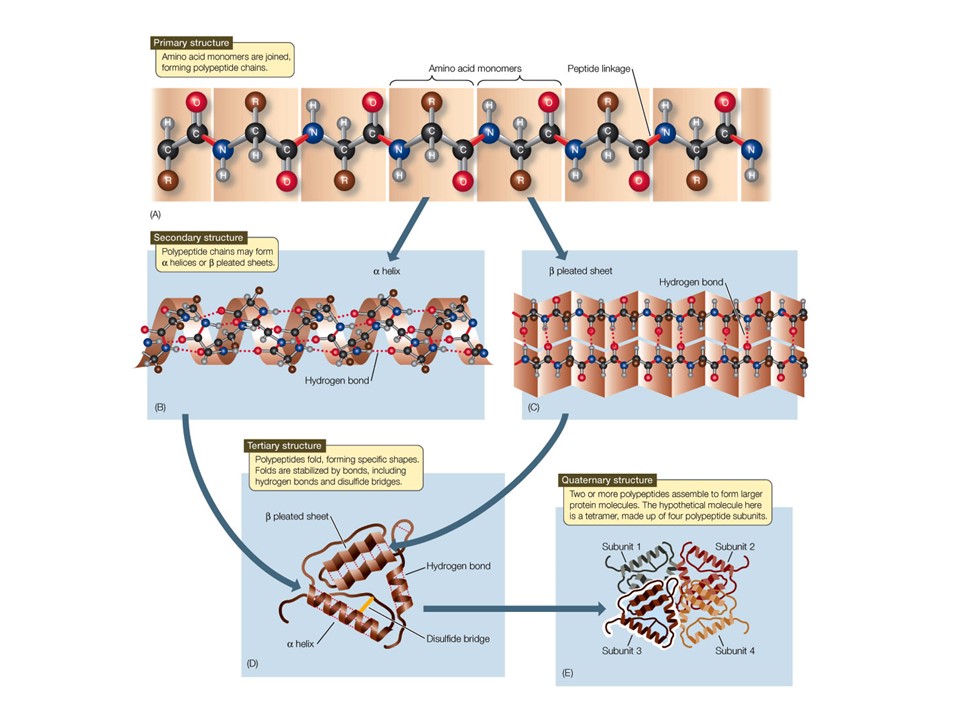 Primary structure
Amino acid monomers are joined,
forming polypeptide chains.
Amino acid monomers
Peptide linkage
O R H H O R H O R H O R H O
H C C N C C N C C N C C N C C N C C N C C N
R H H O R H O R H O R H
(A)
Secondary structure
Polypeptide chains may form
α helices or β pleated sheets.
α helix
Hydrogen bond
(B)
β pleated sheet
Hydrogen bond
(C)
Tertiary structure
Polypeptides fold, forming specific shapes.
Folds are stabilized by bonds, including
hydrogen bonds and disulfide bridges.
β pleated sheet
Hydrogen bond
Disulfide bridge
α helix
(D)
Quaternary structure
Two or more polypeptides assemble to form larger
protein molecules. The hypothetical molecule here
is a tetramer, made up of four polypeptide subunits.
Subunit 1
Subunit 2
Subunit 3
Subunit 4
(E)